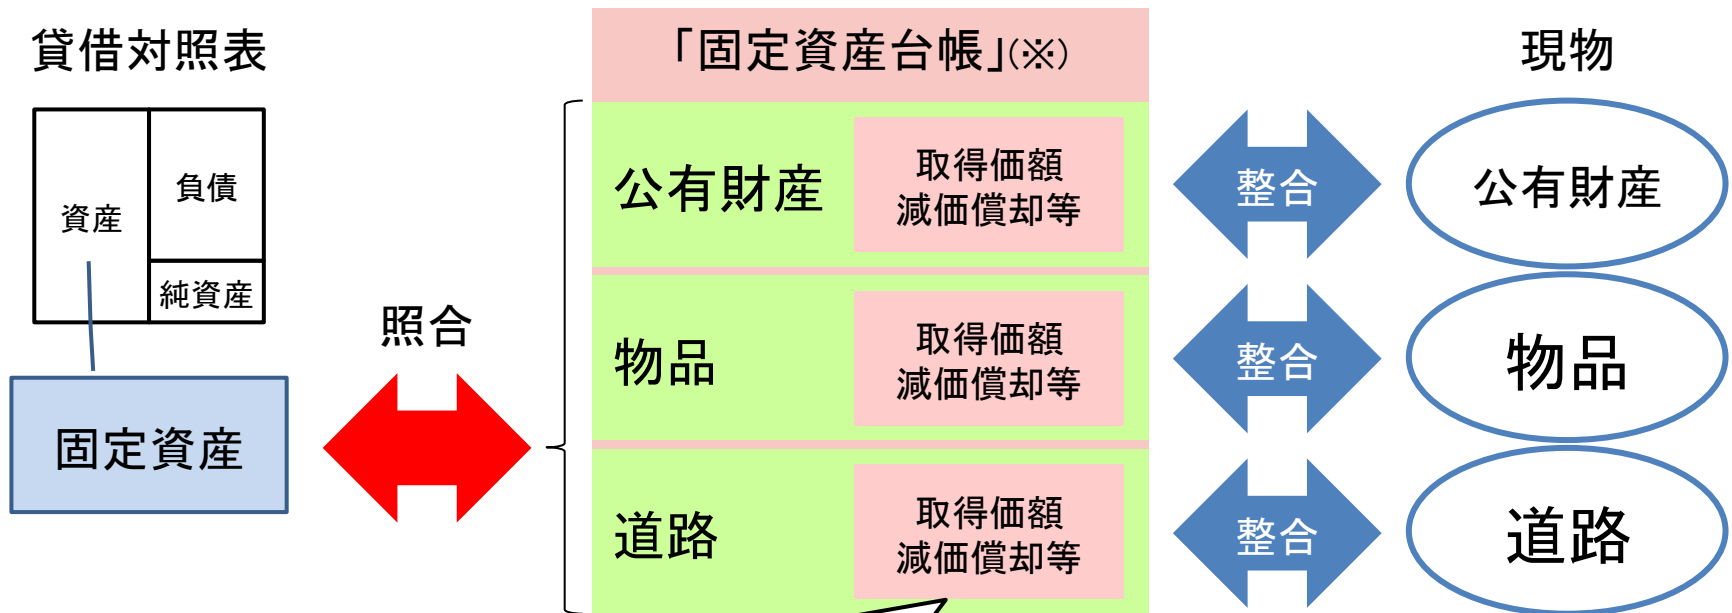 貸借対照表
資産
負債
純資産
固定資産
照合
「固定資産台帳」(※)
公有財産
取得価額
減価償却等
物品
取得価額
減価償却等
道路
取得価額
減価償却等
整合
整合
整合
現物
公有財産
物品
道路